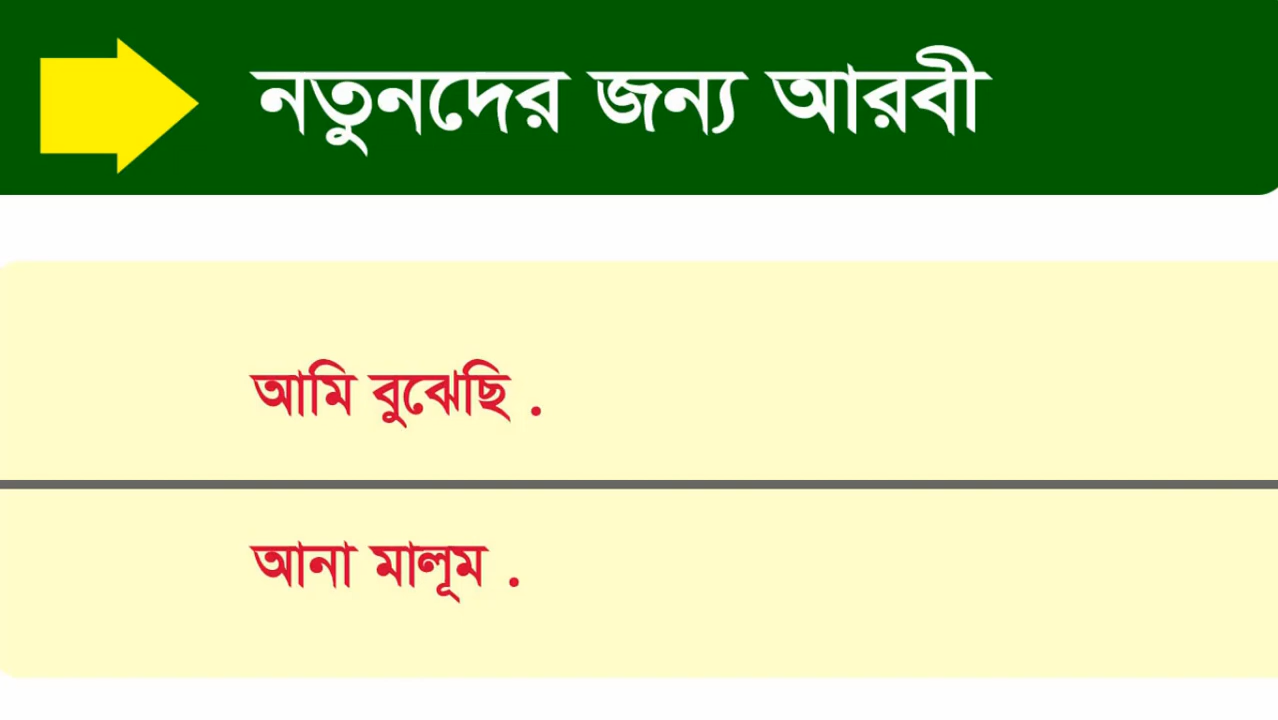 নতুনদের জন্য আরবী
আমি বুঝেছি .
আনা মালূম .